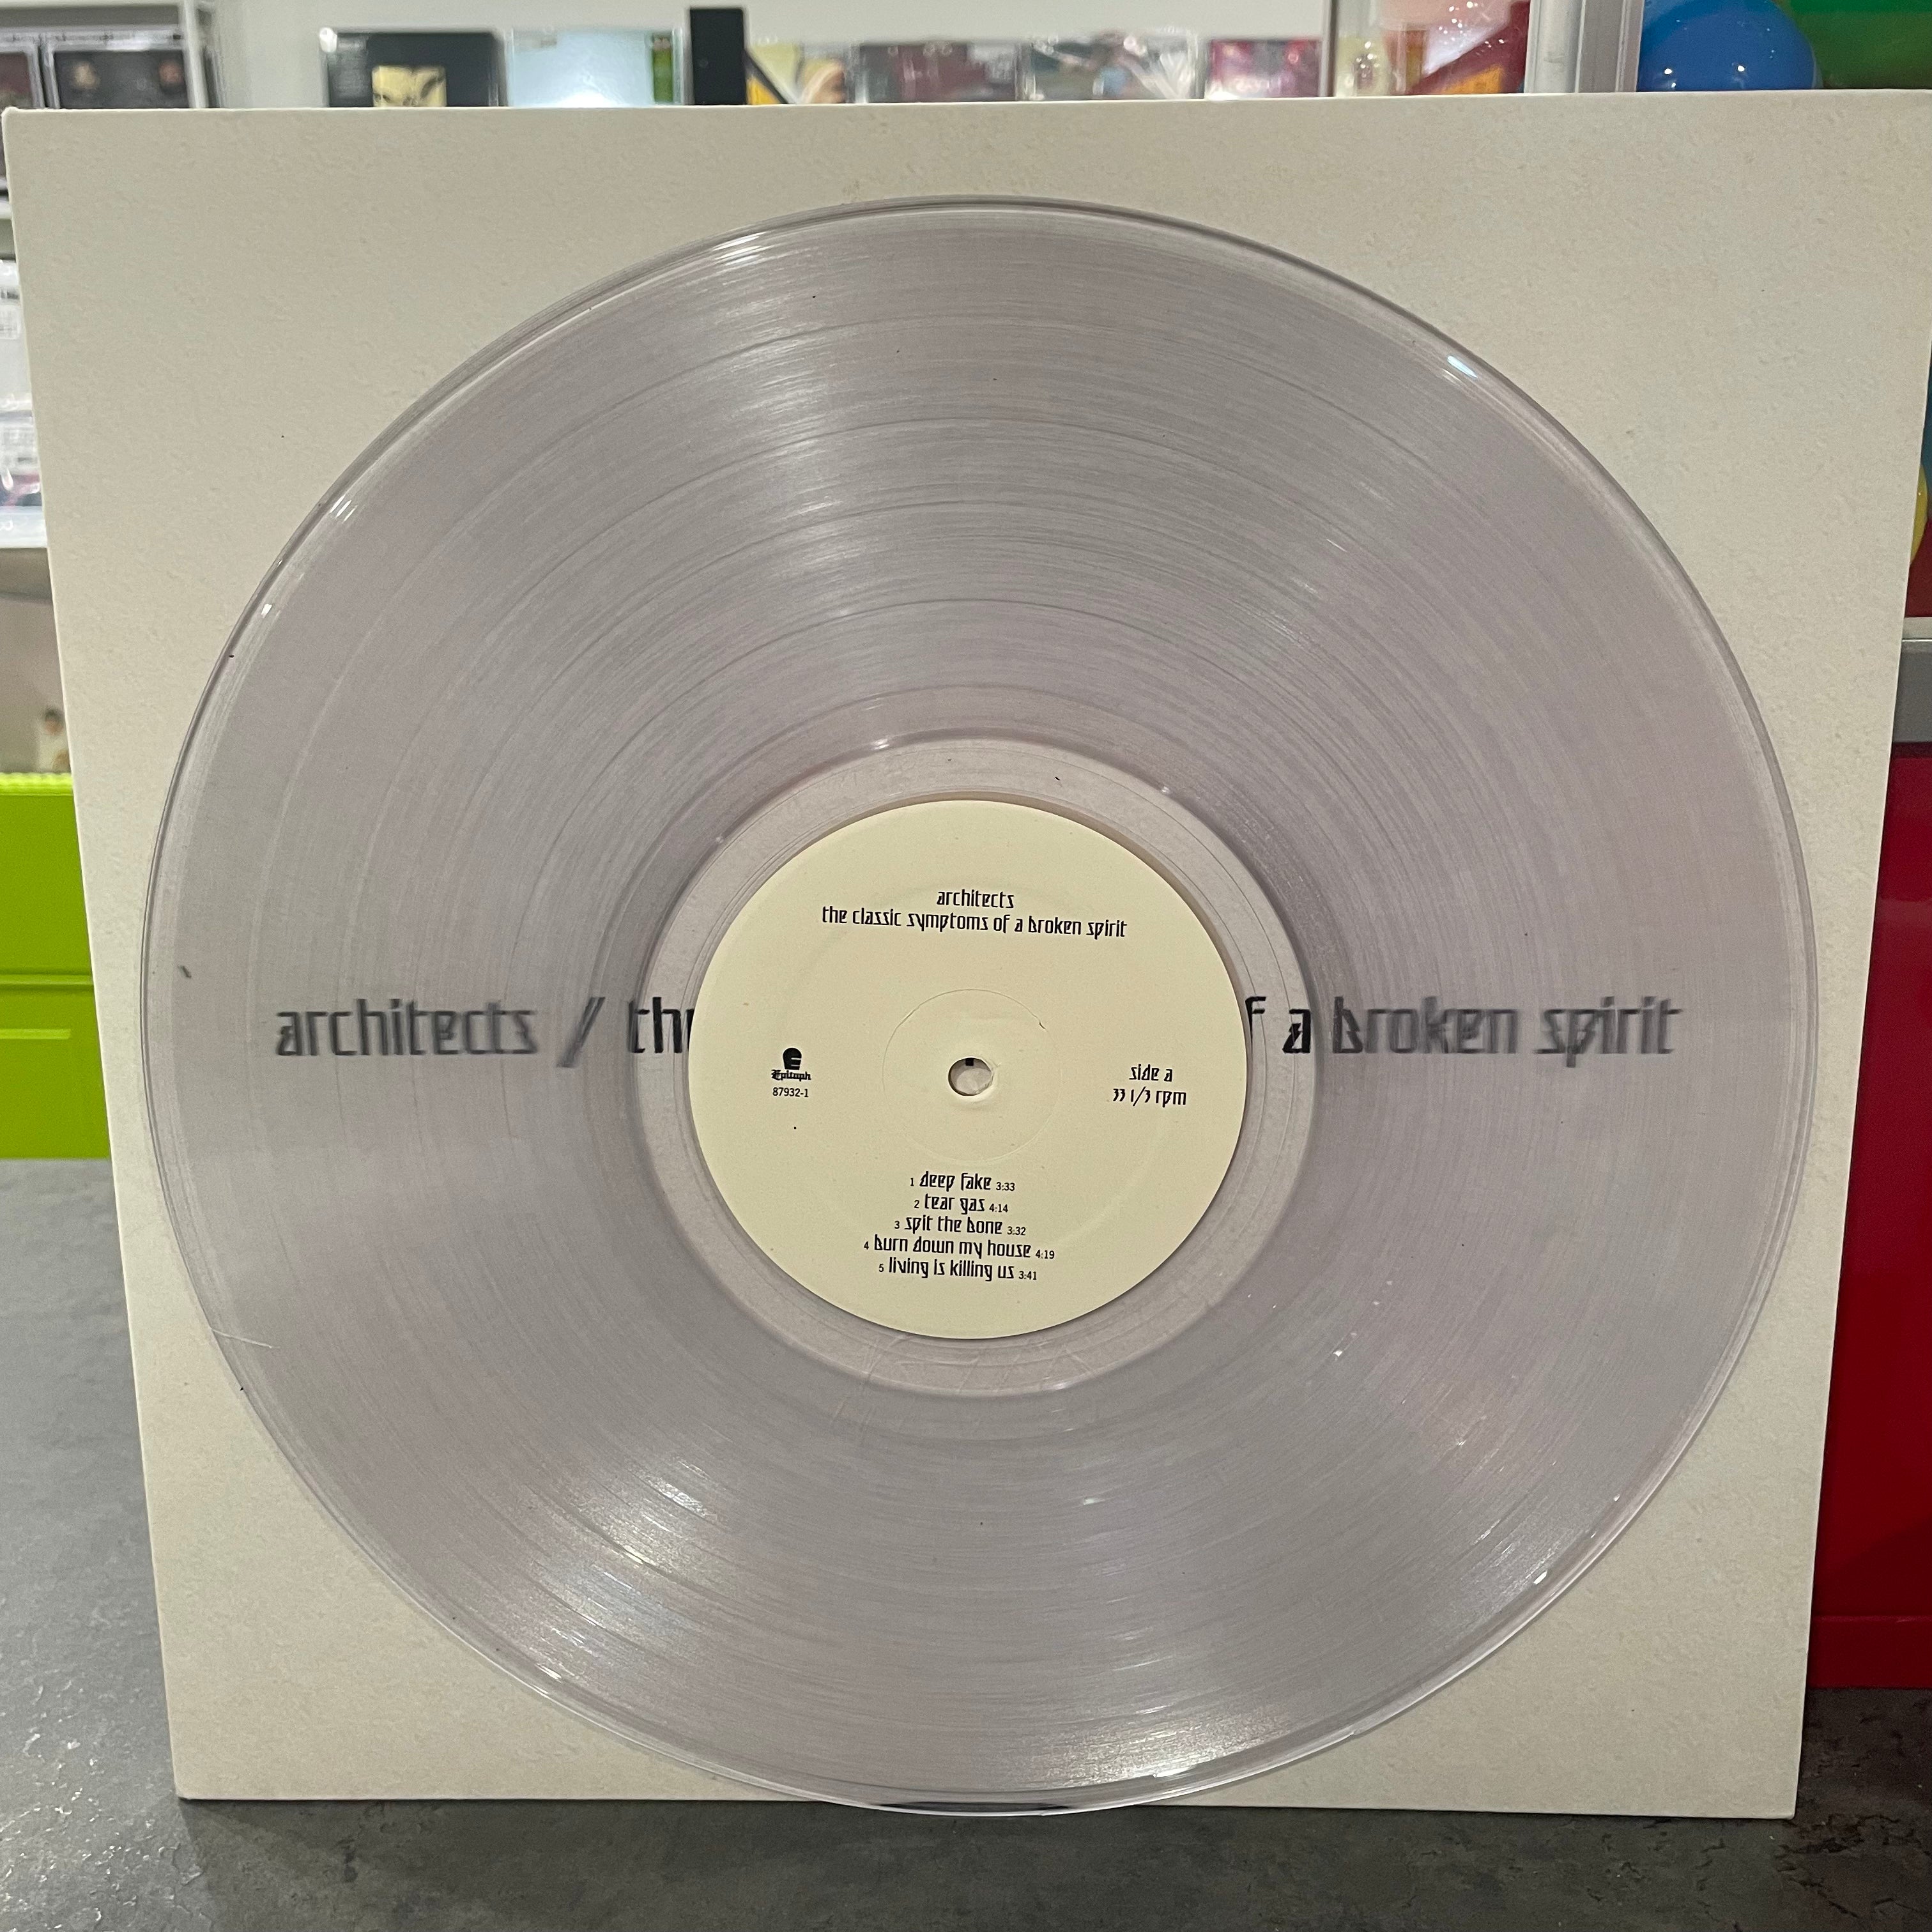 architects
the classic symptoms of a broken spirit
architects / the
f a broken spirit
Epitaph
87932-1
side a
33 1/3 rpm
1 deep fake 3:33
2 tear gas 4:14
3 spit the bone 3:32
4 burn down my house 4:19
5 living is killing us 3:41